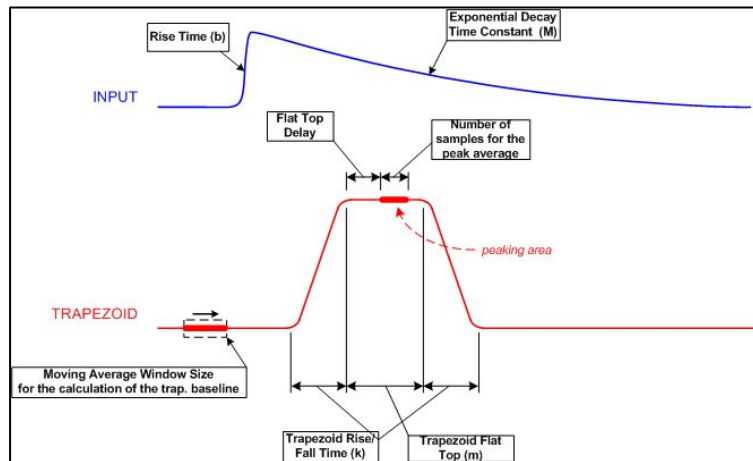 Rise Time (b)
Exponential Decay
Time Constant (M)
INPUT
Flat Top
Delay
Number of
samples for the
peak average
peaking area
TRAPEZOID
Moving Average Window Size
for the calculation of the trap. baseline
Trapezoid Rise/
Fall Time (k)
Trapezoid Flat
Top (m)